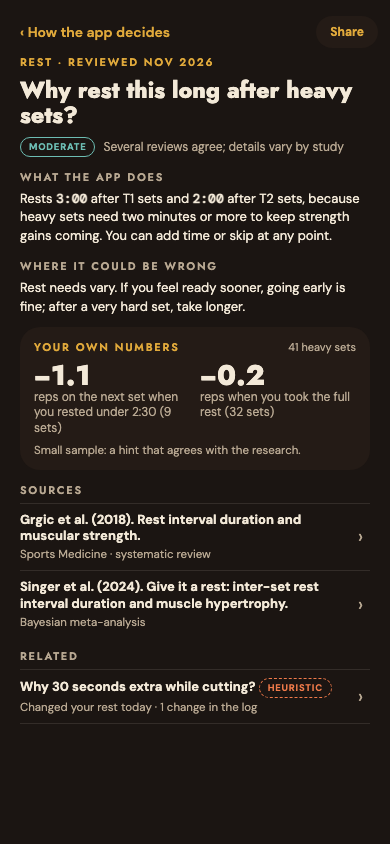 ‹ How the app decides
Share
REST · REVIEWED NOV 2026
Why rest this long after heavy
sets?
MODERATE
Several reviews agree; details vary by study
WHAT THE APP DOES
Rests 3:00 after T1 sets and 2:00 after T2 sets, because
heavy sets need two minutes or more to keep strength
gains coming. You can add time or skip at any point.
WHERE IT COULD BE WRONG
Rest needs vary. If you feel ready sooner, going early is
fine; after a very hard set, take longer.
YOUR OWN NUMBERS
41 heavy sets
−1.1
reps on the next set when
you rested under 2:30 (9
sets)
−0.2
reps when you took the full
rest (32 sets)
Small sample: a hint that agrees with the research.
SOURCES
Grgic et al. (2018). Rest interval duration and
muscular strength.
Sports Medicine · systematic review
›
Singer et al. (2024). Give it a rest: inter-set rest
interval duration and muscle hypertrophy.
Bayesian meta-analysis
›
RELATED
Why 30 seconds extra while cutting? HEURISTIC
Changed your rest today · 1 change in the log
›